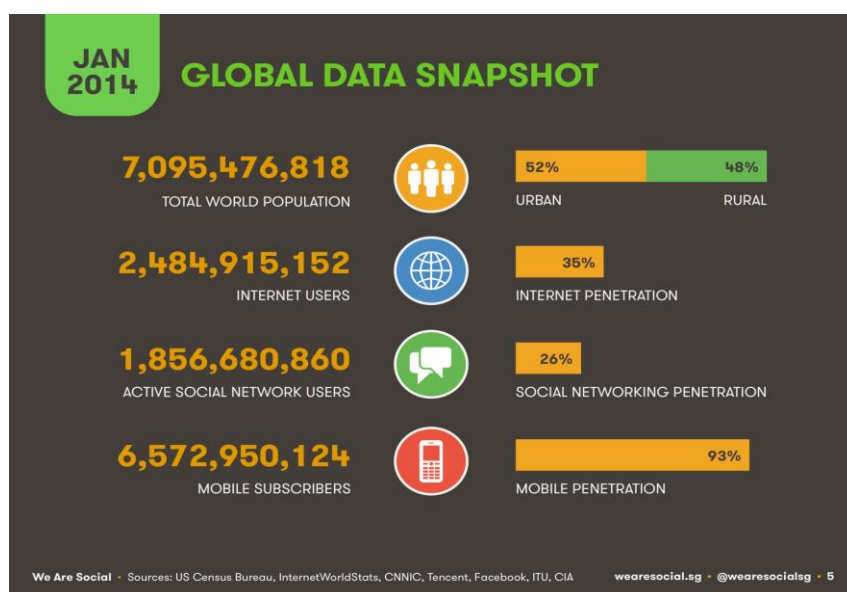 JAN
2014
GLOBAL DATA SNAPSHOT
7,095,476,818
TOTAL WORLD POPULATION
52%
48%
URBAN
RURAL
2,484,915,152
INTERNET USERS
35%
INTERNET PENETRATION
1,856,680,860
ACTIVE SOCIAL NETWORK USERS
26%
SOCIAL NETWORKING PENETRATION
6,572,950,124
MOBILE SUBSCRIBERS
93%
MOBILE PENETRATION
We Are Social • Sources: US Census Bureau, InternetWorldStats, CNNIC, Tencent, Facebook, ITU, CIA
wearesocial.sg • @wearesocialsg • 5